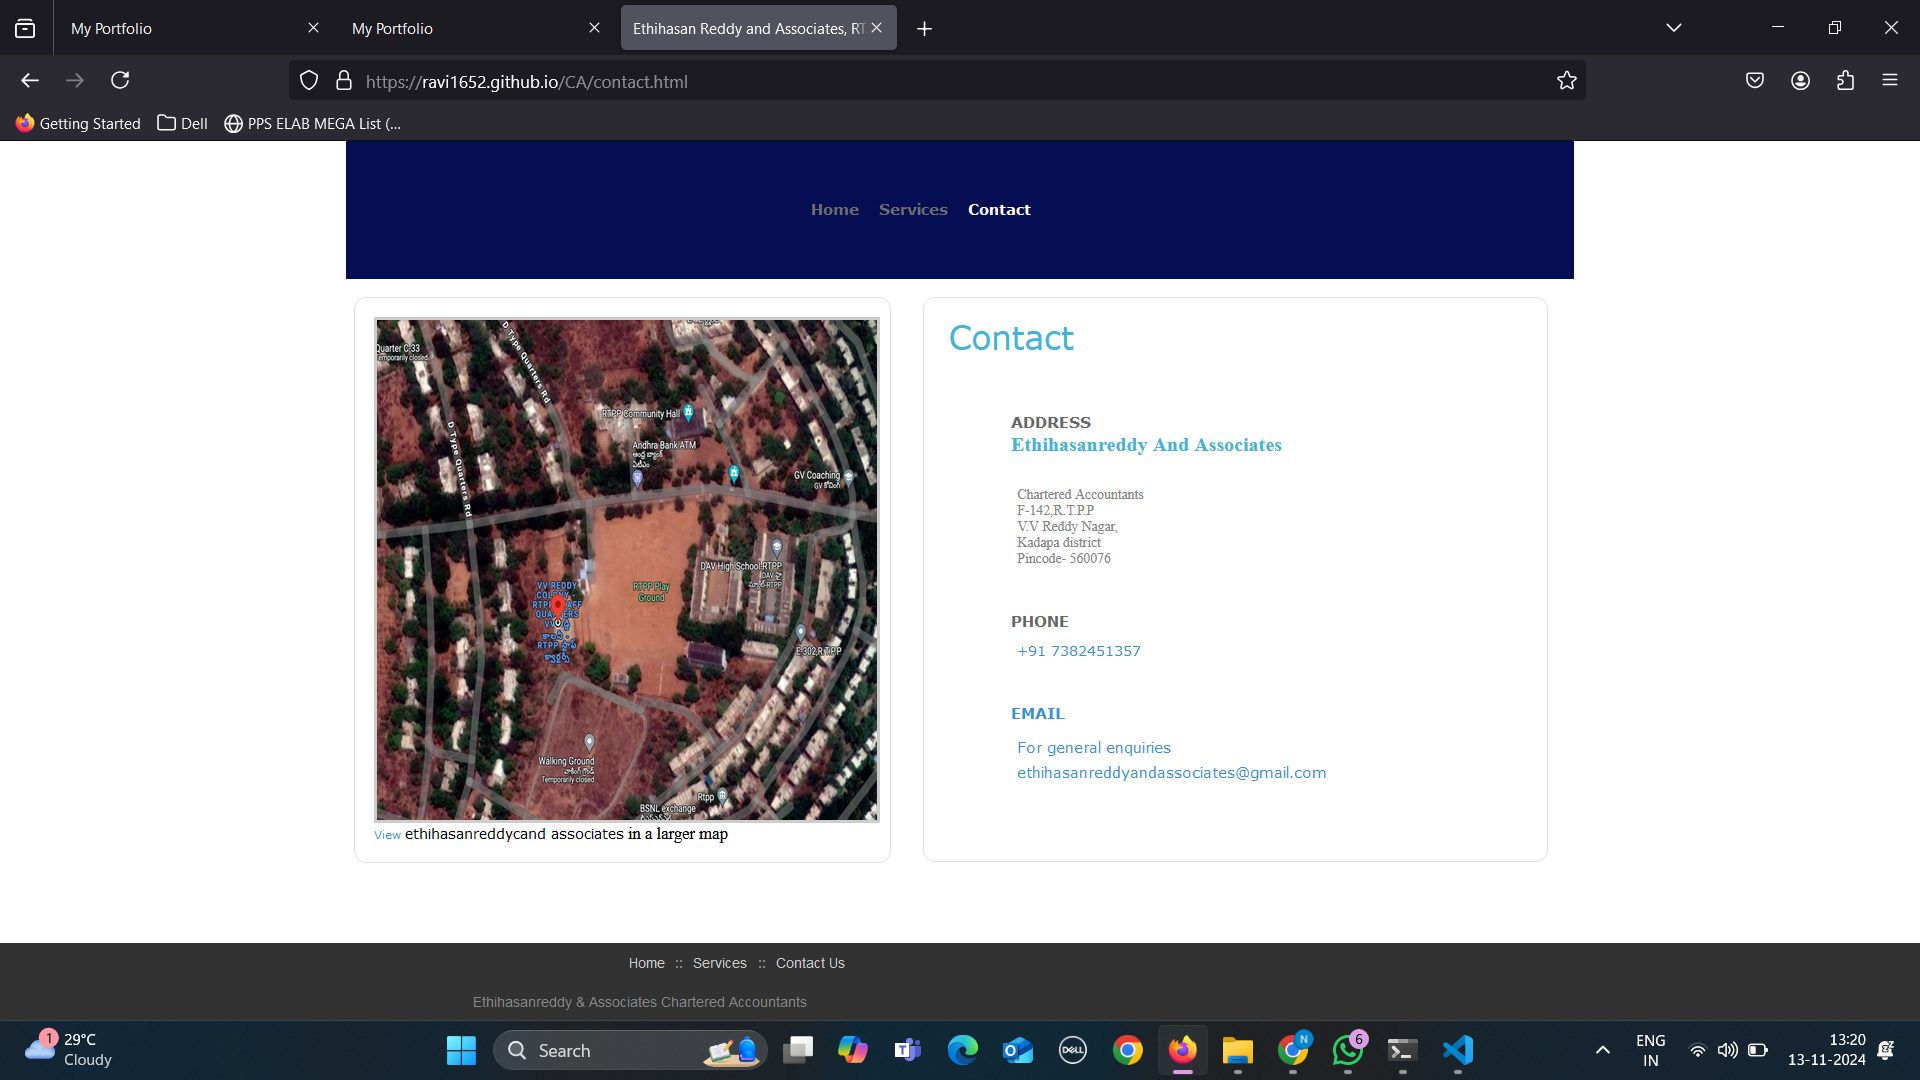 My Portfolio
My Portfolio
Ethihasan Reddy and Associates, RT
https://ravi1652.github.io/CA/contact.html
Getting Started
Dell
PPS ELAB MEGA List (...
Home
Services
Contact
D Type Quarters Rd
Quarter C-33
Temporarily closed
D Type Quarters Rd
RTPP Community Hall
Andhra Bank ATM
ఆంధ్ర బ్యాంక్
ఏటీఎం
GV Coaching
GV కోచింగ్
DAV High School RTPP
VV REDDY
RTPP Play
Ground
E-302,R.T.P.P
Walking Ground
వాకింగ్ గ్రౌండ్
Temporarily closed
Rtpp
BSNL exchange
View ethihasanreddycand associates in a larger map
Contact
ADDRESS
Ethihasanreddy And Associates
Chartered Accountants
F-142,R.T.P.P
V.V Reddy Nagar,
Kadapa district
Pincode- 560076
PHONE
+91 7382451357
EMAIL
For general enquiries
ethihasanreddyandassociates@gmail.com
Home :: Services :: Contact Us
Ethihasanreddy & Associates Chartered Accountants
1
29°C
Cloudy
Search
DELL
N
6
ENG
IN
13:20
13-11-2024